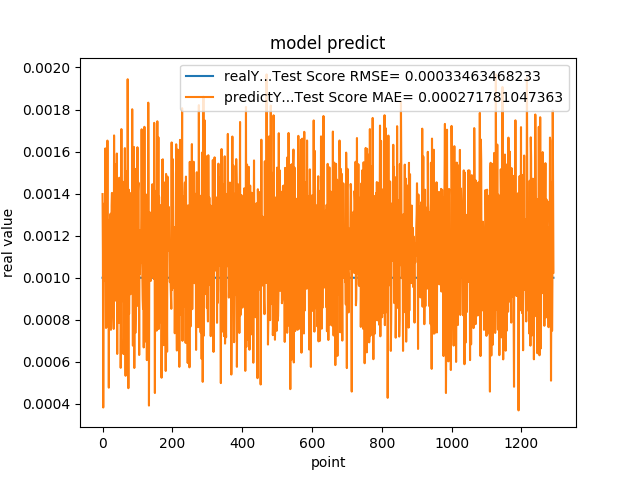 model predict
realY...Test Score RMSE= 0.00033463468233
predictY...Test Score MAE= 0.000271781047363
real value
0.0020
0.0018
0.0016
0.0014
0.0012
0.0010
0.0008
0.0006
0.0004
0 200 400 600 800 1000 1200
point